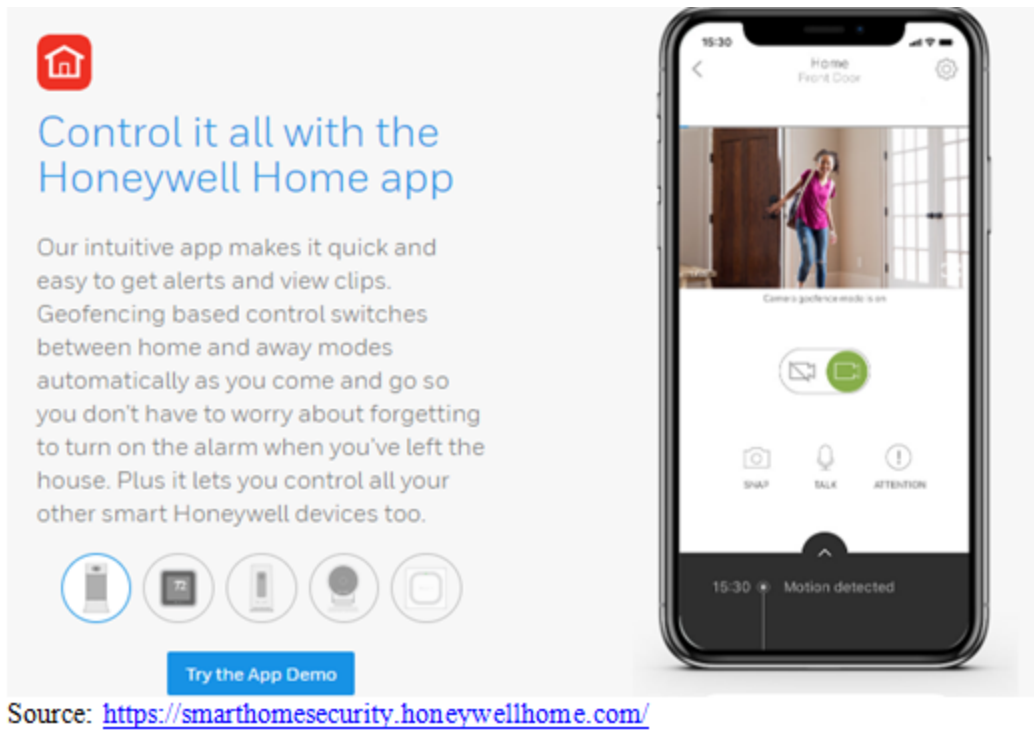 Control it all with the
Honeywell Home app
Our intuitive app makes it quick and
easy to get alerts and view clips.
Geofencing based control switches
between home and away modes
automatically as you come and go so
you don't have to worry about forgetting
to turn on the alarm when you've left the
house. Plus it lets you control all your
other smart Honeywell devices too.
72
Try the App Demo
15:30
Home
Front Door
Camera geofence mode is on
SNAP
TALK
ATTENTION
15:30 Motion detected
Source: https://smarthomesecurity.honeywellhome.com/